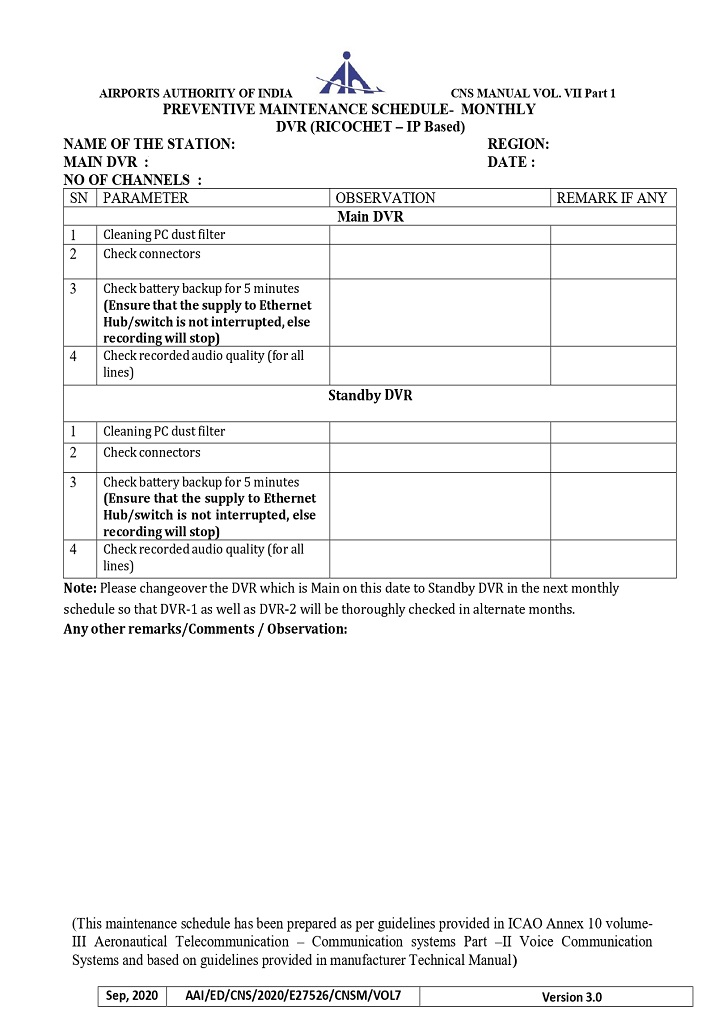 AIRPORTS AUTHORITY OF INDIA CNS MANUAL VOL. VII Part 1
PREVENTIVE MAINTENANCE SCHEDULE- MONTHLY
DVR (RICOCHET – IP Based)
NAME OF THE STATION: REGION:
MAIN DVR : DATE :
NO OF CHANNELS :
SN PARAMETER OBSERVATION REMARK IF ANY
Main DVR
1 Cleaning PC dust filter
2 Check connectors
3 Check battery backup for 5 minutes
(Ensure that the supply to Ethernet
Hub/switch is not interrupted, else
recording will stop)
4 Check recorded audio quality (for all
lines)
Standby DVR
1 Cleaning PC dust filter
2 Check connectors
3 Check battery backup for 5 minutes
(Ensure that the supply to Ethernet
Hub/switch is not interrupted, else
recording will stop)
4 Check recorded audio quality (for all
lines)
Note: Please changeover the DVR which is Main on this date to Standby DVR in the next monthly
schedule so that DVR-1 as well as DVR-2 will be thoroughly checked in alternate months.
Any other remarks/Comments / Observation:
(This maintenance schedule has been prepared as per guidelines provided in ICAO Annex 10 volume-
III Aeronautical Telecommunication – Communication systems Part –II Voice Communication
Systems and based on guidelines provided in manufacturer Technical Manual)
Sep, 2020 AAI/ED/CNS/2020/E27526/CNSM/VOL7 Version 3.0